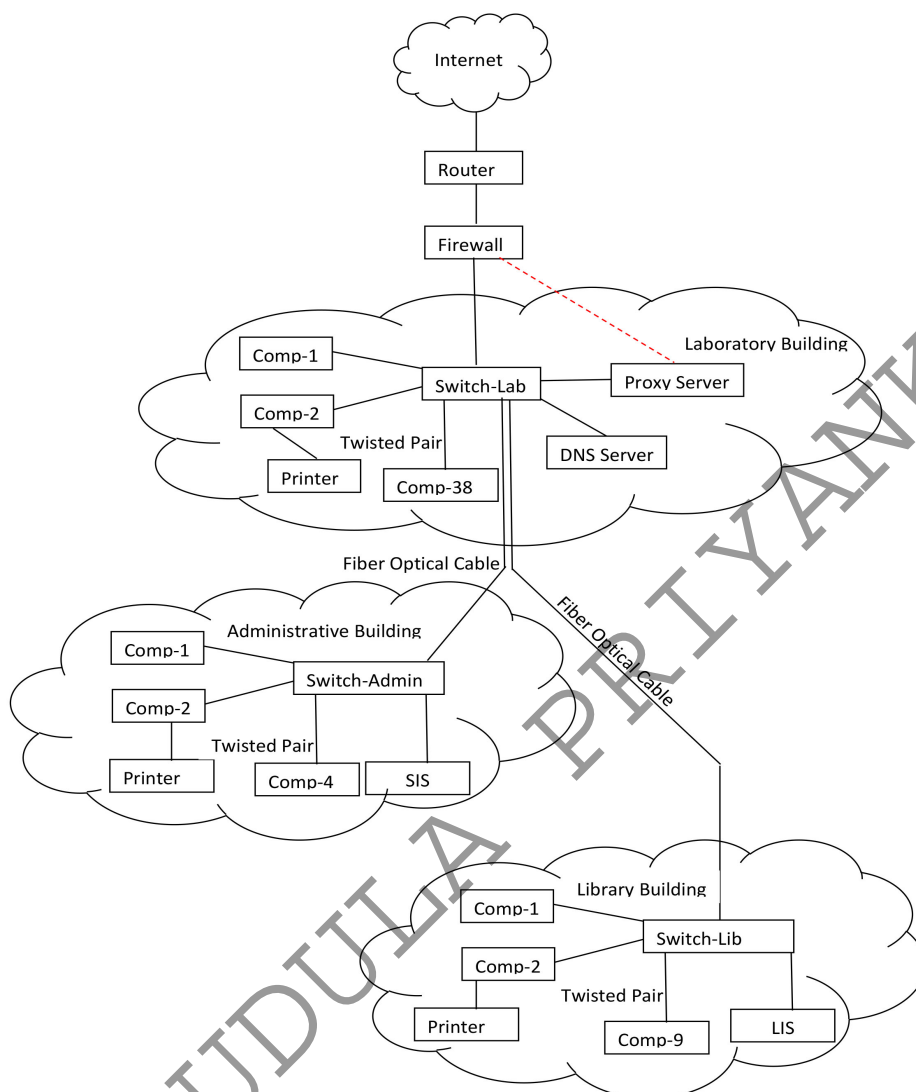 Internet
Router
Firewall
Laboratory Building
Comp-1
Switch-Lab
Proxy Server
Comp-2
Twisted Pair
DNS Server
Printer
Comp-38
Fiber Optical Cable
Fiber Optical Cable
Administrative Building
Comp-1
Switch-Admin
Comp-2
Twisted Pair
Printer
Comp-4
SIS
Library Building
Comp-1
Switch-Lib
Comp-2
Twisted Pair
Printer
Comp-9
LIS
UDULA PRIYANK